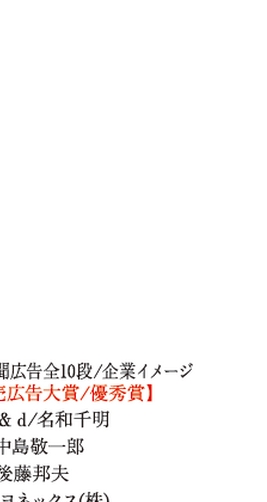 聞広告全10段/企業イメージ
売広告大賞/優秀賞】
& d/名和千明
中島敬一郎
後藤邦夫
ヨネックス(株)